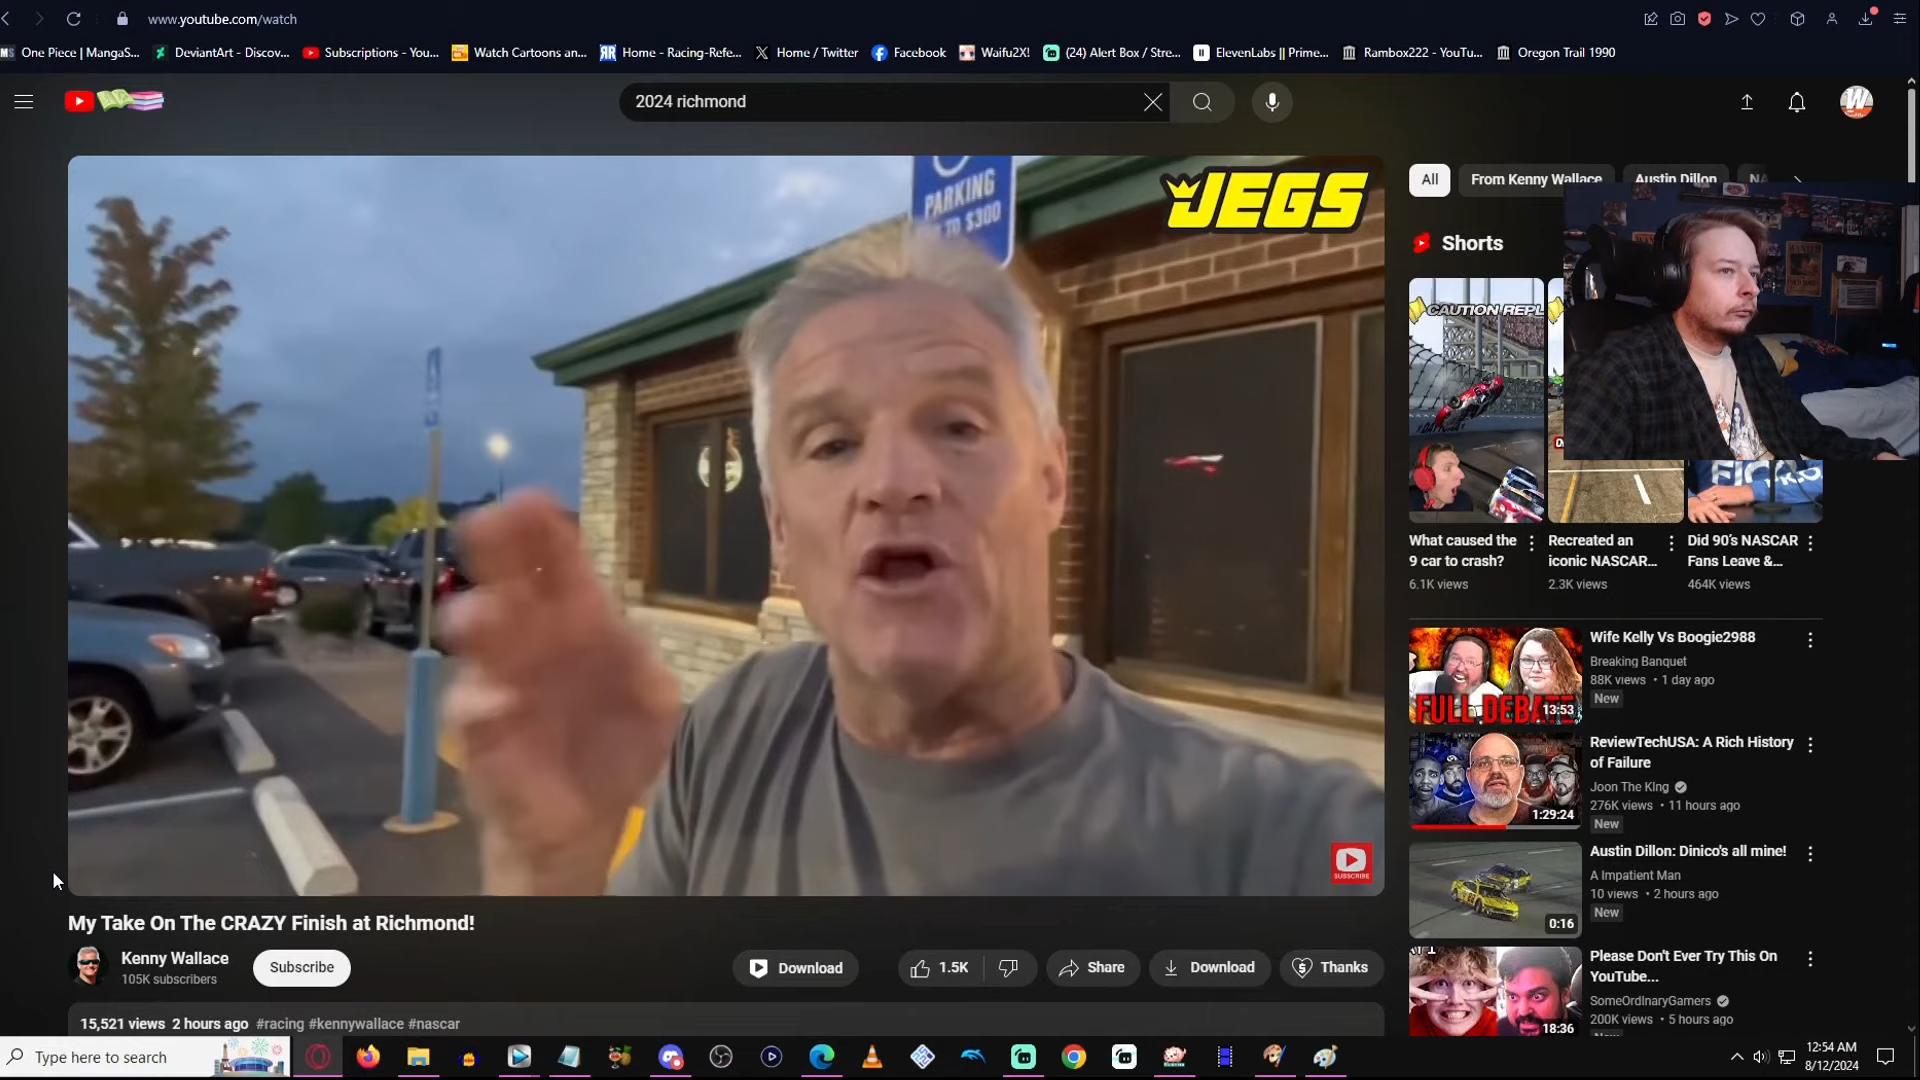 www.youtube.com/watch
One Piece | MangaS...
DeviantArt - Discov...
Subscriptions - You...
Watch Cartoons an...
Home - Racing-Refe...
Home / Twitter
Facebook
Waifu2X!
(24) Alert Box / Stre...
ElevenLabs || Prime...
Rambox222 - YouTu...
Oregon Trail 1990
2024 richmond
PARKING
TO $300
JEGS
SUBSCRIBE
All
From Kenny Wallace
Austin Dillon
Shorts
CAUTION REPL
What caused the
9 car to crash?
6.1K views
Recreated an
iconic NASCAR...
2.3K views
Did 90's NASCAR
Fans Leave &...
464K views
FULL DEBATE
13:53
Wife Kelly Vs Boogie2988
Breaking Banquet
88K views • 1 day ago
New
1:29:24
ReviewTechUSA: A Rich History
of Failure
Joon The King
276K views • 11 hours ago
New
0:16
Austin Dillon: Dinico's all mine!
A Impatient Man
10 views • 2 hours ago
New
18:36
Please Don't Ever Try This On
YouTube...
SomeOrdinaryGamers
200K views • 5 hours ago
My Take On The CRAZY Finish at Richmond!
Kenny Wallace
105K subscribers
Subscribe
Download
1.5K
Share
Download
Thanks
15,521 views 2 hours ago #racing #kennywallace #nascar
Type here to search
12:54 AM
8/12/2024